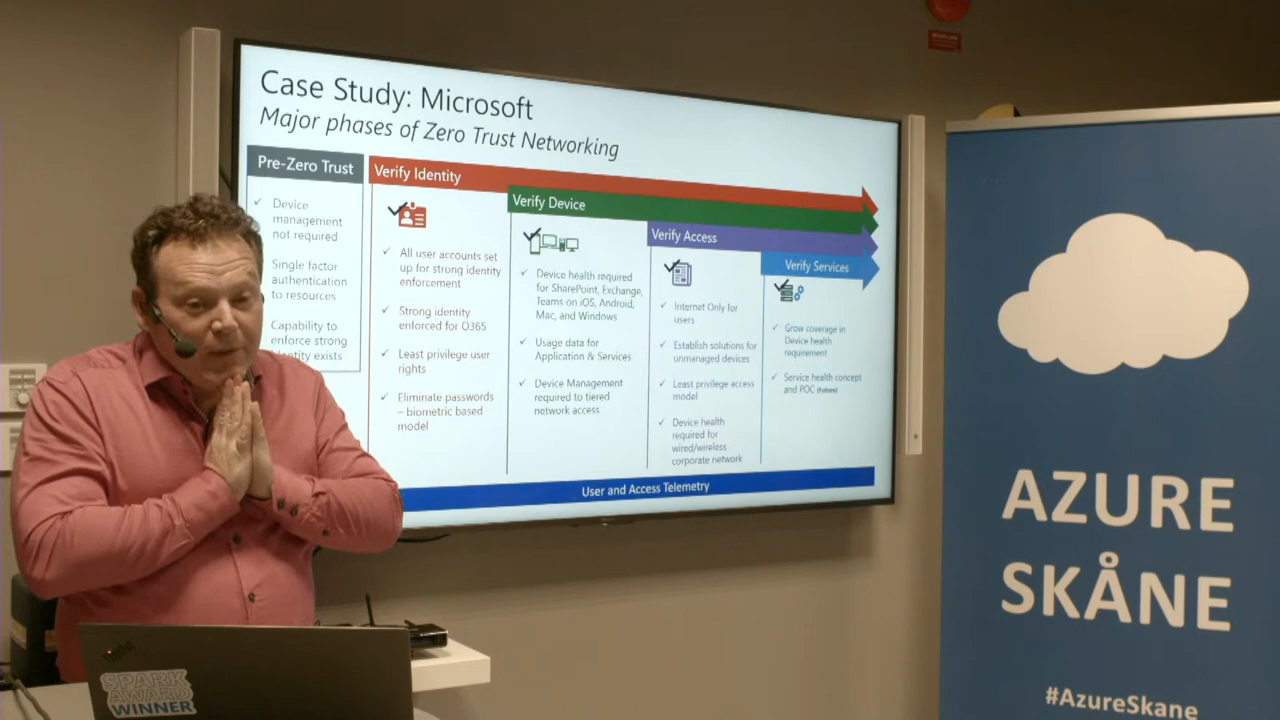 Case Study: Microsoft
Major phases of Zero Trust Networking
Pre-Zero Trust
Device
management
not required
Single factor
authentication
to resources
Capability to
enforce strong
identity exists
Verify Identity
All user accounts set
up for strong identity
enforcement
Strong identity
enforced for O365
Least privilege user
rights
Eliminate passwords
– biometric based
model
Verify Device
Device health required
for SharePoint, Exchange,
Teams on iOS, Android,
Mac, and Windows
Usage data for
Application & Services
Device Management
required to tiered
network access
Verify Access
Internet Only for
users
Establish solutions for
unmanaged devices
Least privilege access
model
Device health
required for
wired/wireless
corporate network
Verify Services
Grow coverage in
Device health
requirement
Service health concept
and POC (Future)
User and Access Telemetry
AZURE
SKÅNE
#AzureSkane
ThinkPad
SPARK
AWARD
WINNER